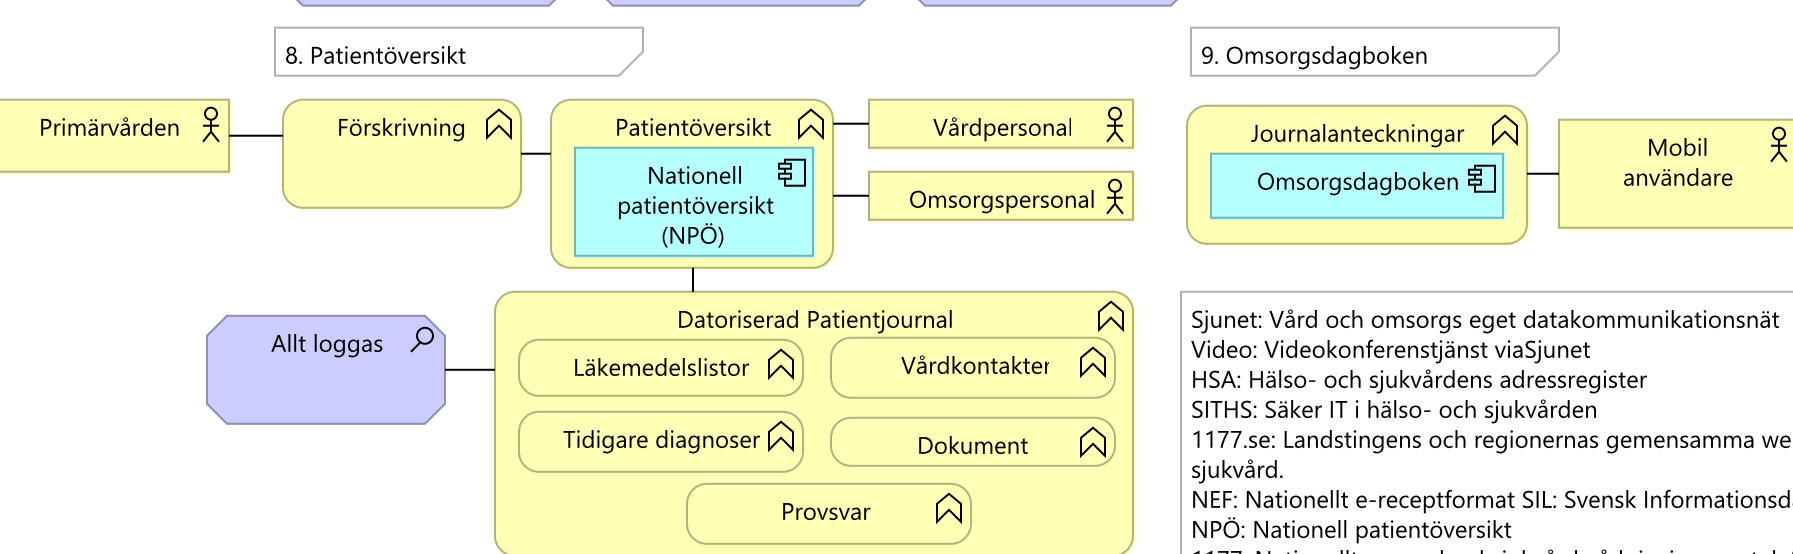 8. Patientöversikt
9. Omsorgsdagboken
Primärvården
Förskrivning
Patientöversikt
Nationell
patientöversikt
(NPÖ)
Vårdpersonal
Omsorgspersonal
Journalanteckningar
Omsorgsdagboken
Mobil
användare
Allt loggas
Datoriserad Patientjournal
Läkemedelslistor
Vårdkontakter
Tidigare diagnoser
Dokument
Provsvar
Sjunet: Vård och omsorgs eget datakommunikationsnät
Video: Videokonferenstjänst viaSjunet
HSA: Hälso- och sjukvårdens adressregister
SITHS: Säker IT i hälso- och sjukvården
1177.se: Landstingens och regionernas gemensamma we
sjukvård.
NEF: Nationellt e-receptformat SIL: Svensk Informationsda
NPÖ: Nationell patientöversikt